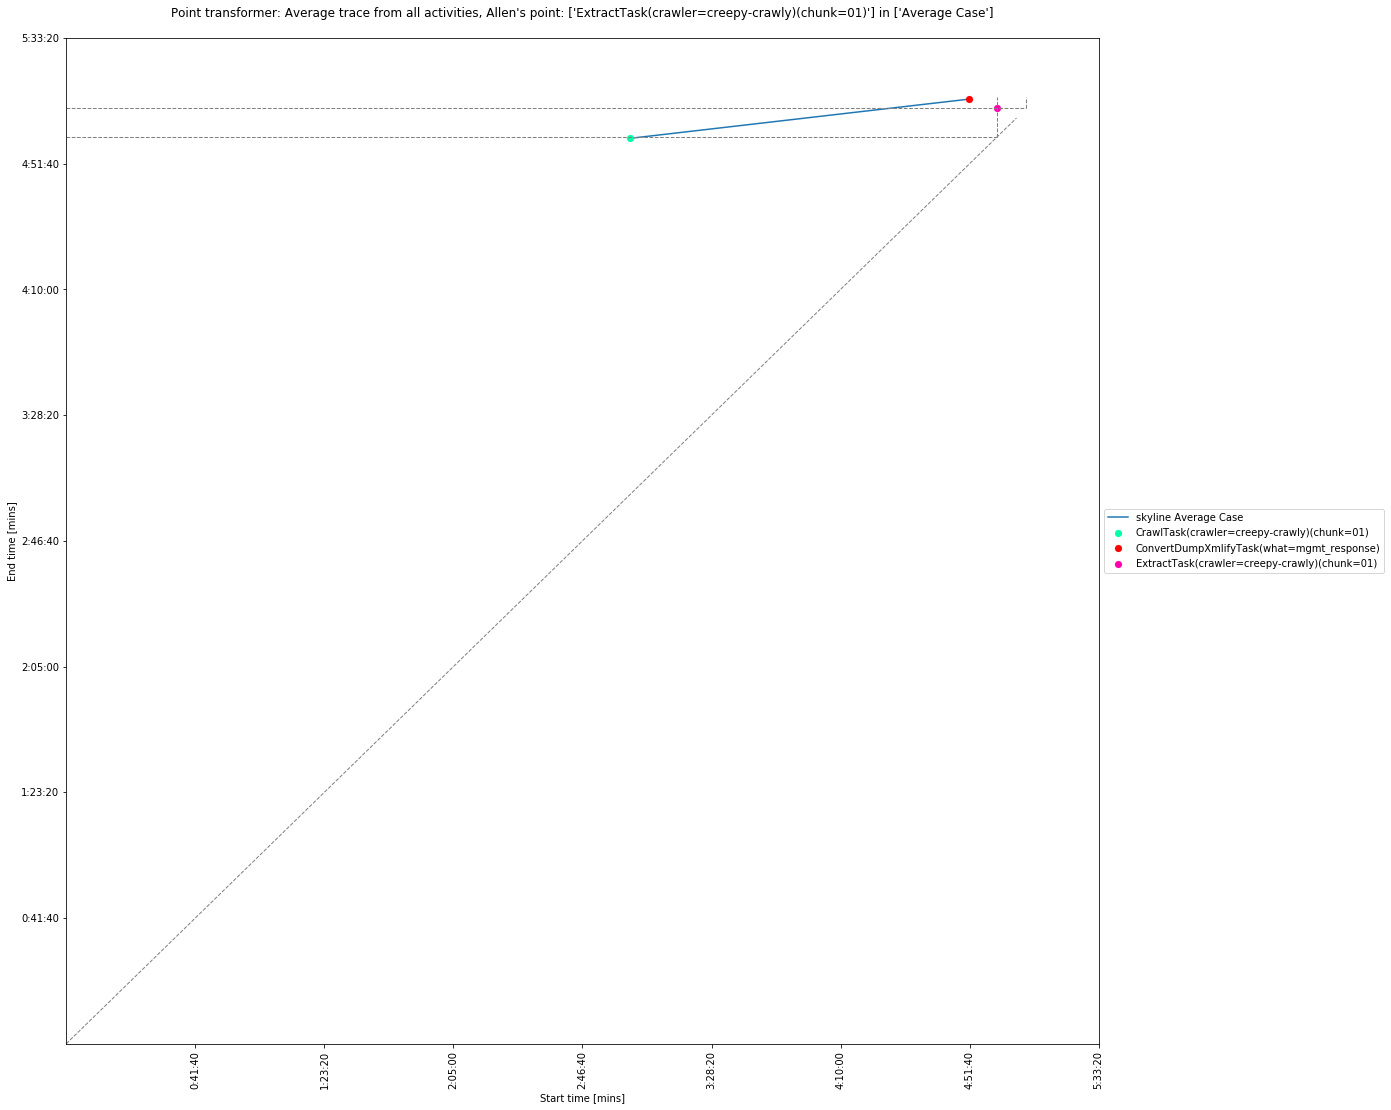 Point transformer: Average trace from all activities, Allen's point: ['ExtractTask(crawler=creepy-crawly)(chunk=01)'] in ['Average Case']
5:33:20
4:51:40
4:10:00
3:28:20
2:46:40
2:05:00
1:23:20
0:41:40
End time [mins]
skyline Average Case
CrawlTask(crawler=creepy-crawly)(chunk=01)
ConvertDumpXmlifyTask(what=mgmt_response)
ExtractTask(crawler=creepy-crawly)(chunk=01)
0:41:40
1:23:20
2:05:00
2:46:40
3:28:20
4:10:00
4:51:40
5:33:20
Start time [mins]